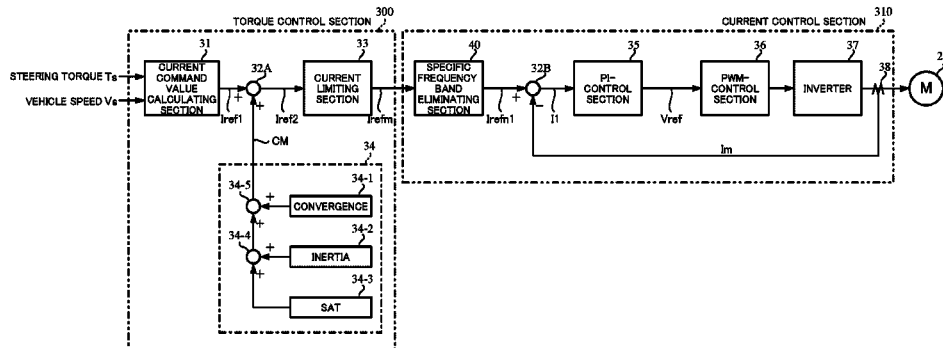 TORQUE CONTROL SECTION 300
CURRENT CONTROL SECTION 310
31
CURRENT
COMMAND
VALUE
CALCULATING
SECTION
32A
33
CURRENT
LIMITING
SECTION
40
SPECIFIC
FREQUENCY
BAND
ELIMINATING
SECTION
32B
35
PI-
CONTROL
SECTION
36
PWM-
CONTROL
SECTION
37
INVERTER
38
M
STEERING TORQUE Ts
VEHICLE SPEED Vs
+
+
Iref1
Iref2
Irefm
Irefn1
+
−
I1
Vref
Im
CM
34
34-5
+
+
34-1
CONVERGENCE
34-4
+
+
34-2
INERTIA
34-3
SAT